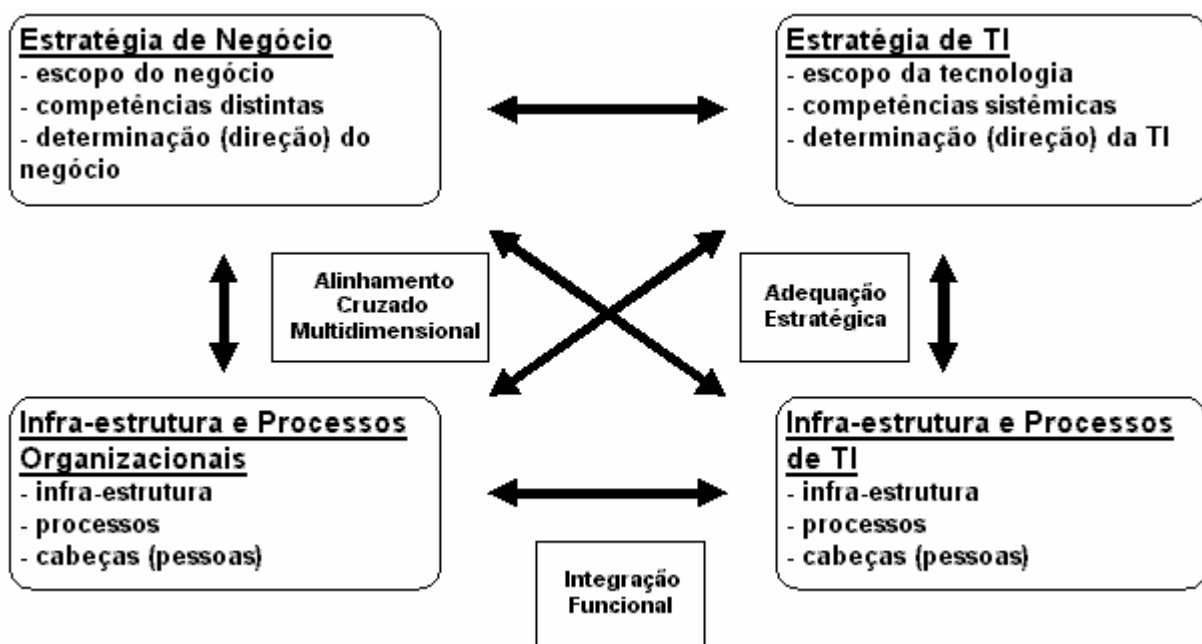 Estratégia de Negócio
- escopo do negócio
- competências distintas
- determinação (direção) do
negócio
Estratégia de TI
- escopo da tecnologia
- competências sistêmicas
- determinação (direção) da TI
Alinhamento
Cruzado
Multidimensional
Adequação
Estratégica
Infra-estrutura e Processos
Organizacionais
- infra-estrutura
- processos
- cabeças (pessoas)
Infra-estrutura e Processos
de TI
- infra-estrutura
- processos
- cabeças (pessoas)
Integração
Funcional